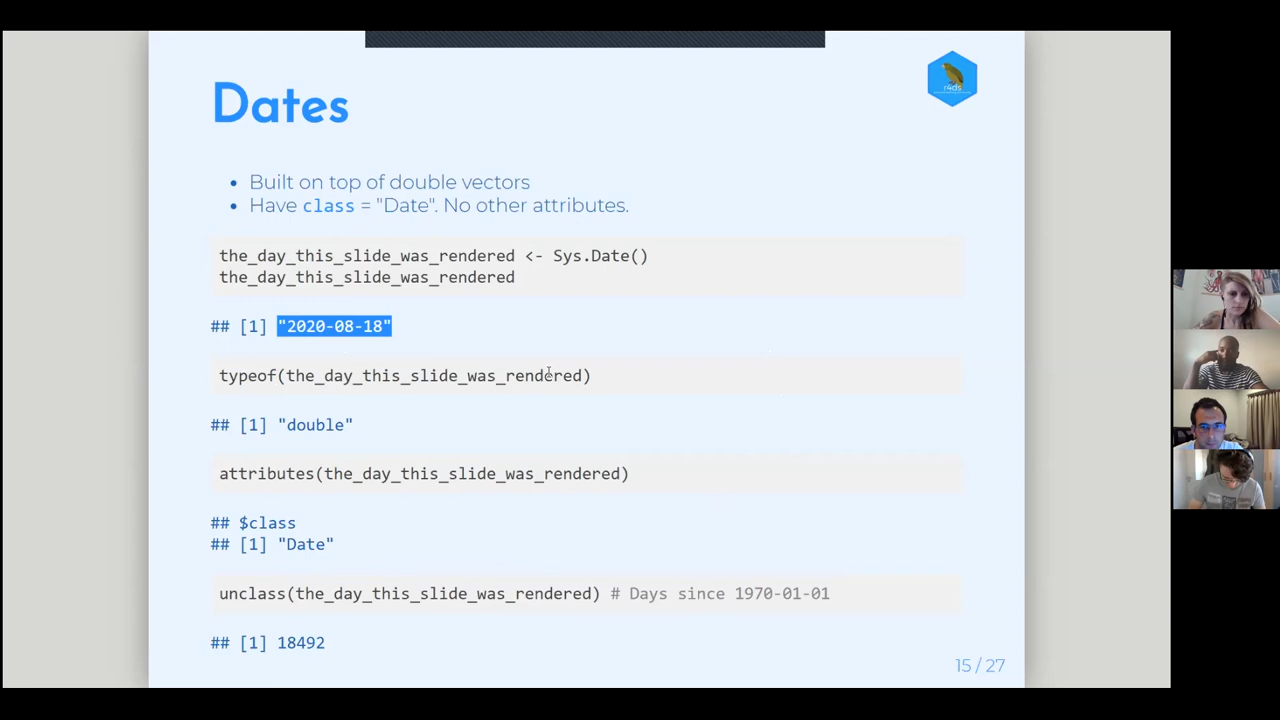 Dates
r4ds
• Built on top of double vectors
• Have class = "Date". No other attributes.
the_day_this_slide_was_rendered <- Sys.Date()
the_day_this_slide_was_rendered
## [1] "2020-08-18"
typeof(the_day_this_slide_was_rendered)
## [1] "double"
attributes(the_day_this_slide_was_rendered)
## $class
## [1] "Date"
unclass(the_day_this_slide_was_rendered) # Days since 1970-01-01
## [1] 18492
15 / 27